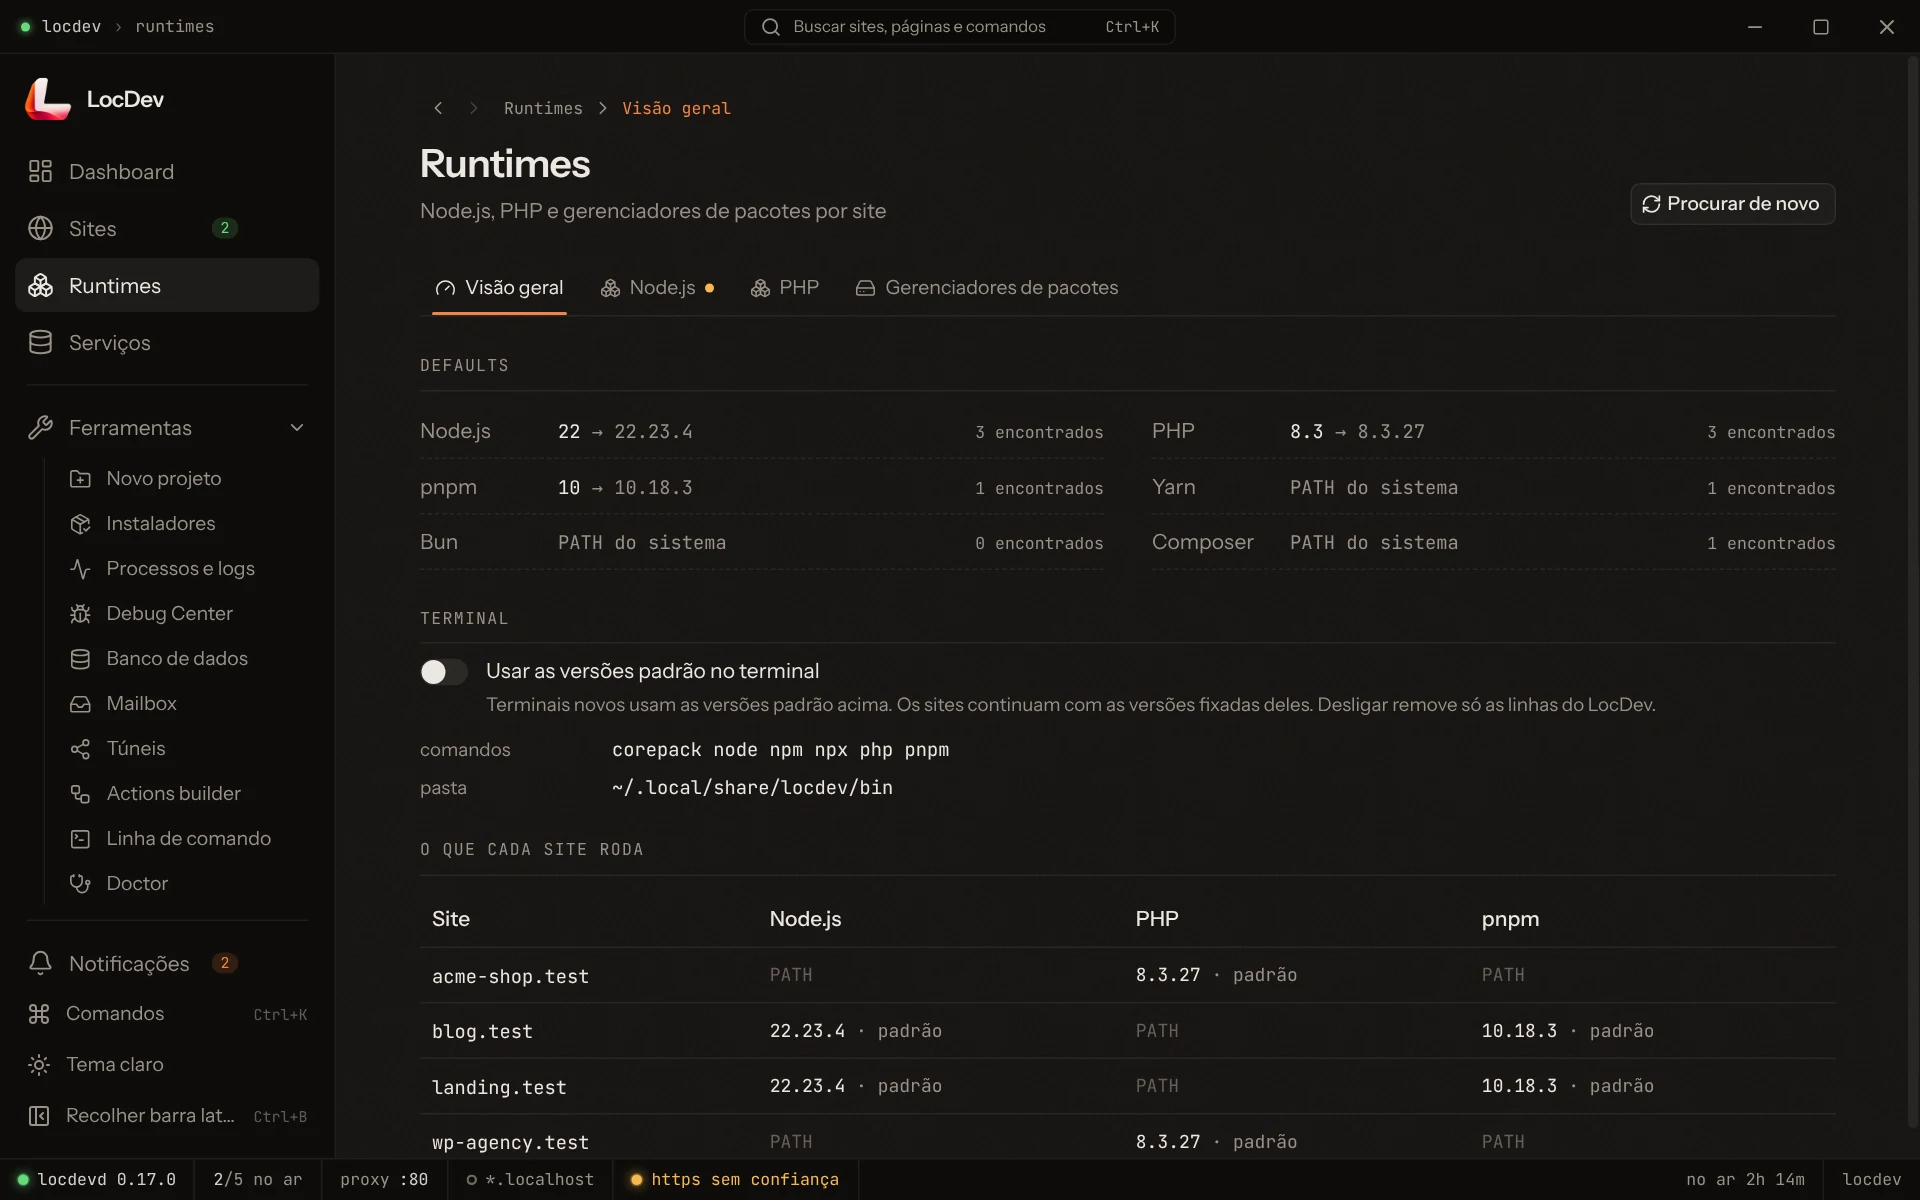 locdev › runtimes
Buscar sites, páginas e comandos Ctrl+K
LocDev
Dashboard
Sites 2
Runtimes
Serviços
Ferramentas
Novo projeto
Instaladores
Processos e logs
Debug Center
Banco de dados
Mailbox
Túneis
Actions builder
Linha de comando
Doctor
Notificações 2
Comandos Ctrl+K
Tema claro
Recolher barra lat... Ctrl+B
Runtimes > Visão geral
Runtimes
Node.js, PHP e gerenciadores de pacotes por site
Procurar de novo
Visão geral Node.js PHP Gerenciadores de pacotes
DEFAULTS
Node.js 22 → 22.23.4 3 encontrados PHP 8.3 → 8.3.27 3 encontrados
pnpm 10 → 10.18.3 1 encontrados Yarn PATH do sistema 1 encontrados
Bun PATH do sistema 0 encontrados Composer PATH do sistema 1 encontrados
TERMINAL
Usar as versões padrão no terminal
Terminais novos usam as versões padrão acima. Os sites continuam com as versões fixadas deles. Desligar remove só as linhas do LocDev.
comandos corepack node npm npx php pnpm
pasta ~/.local/share/locdev/bin
O QUE CADA SITE RODA
Site Node.js PHP pnpm
acme-shop.test PATH 8.3.27 · padrão PATH
blog.test 22.23.4 · padrão PATH 10.18.3 · padrão
landing.test 22.23.4 · padrão PATH 10.18.3 · padrão
wp-agency.test PATH 8.3.27 · padrão PATH
locdevd 0.17.0 2/5 no ar proxy :80 *.localhost https sem confiança no ar 2h 14m locdev